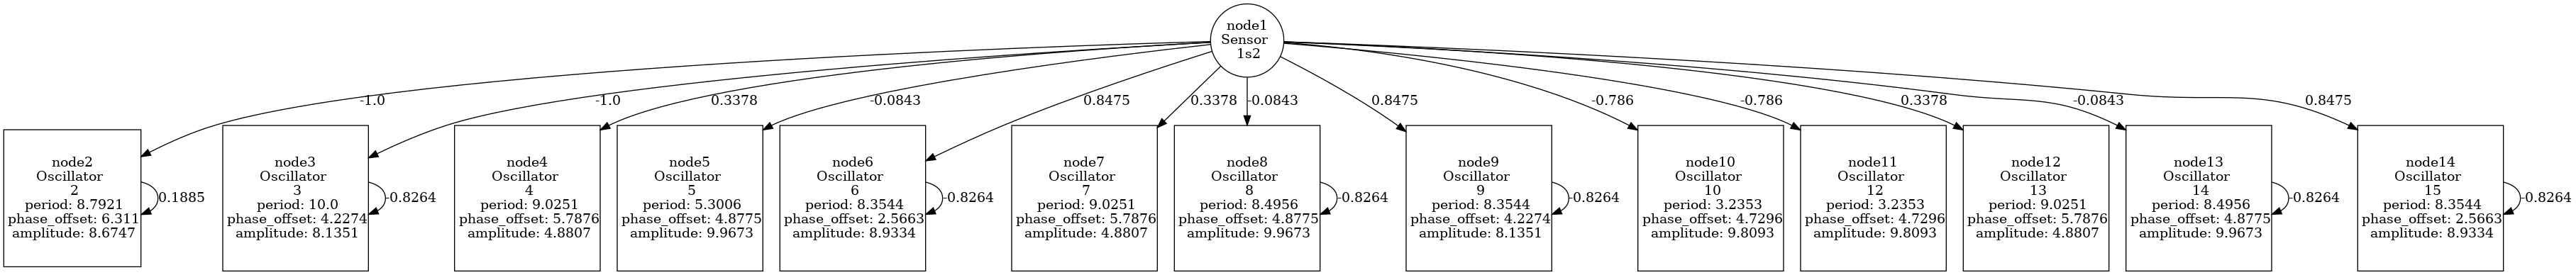 node1
Sensor
1s2
-1.0
-1.0
0.3378
-0.0843
0.8475
0.3378
-0.0843
0.8475
-0.786
-0.786
0.3378
-0.0843
0.8475
node2
Oscillator
2
period: 8.7921
phase_offset: 6.311
amplitude: 8.6747
0.1885
node3
Oscillator
3
period: 10.0
phase_offset: 4.2274
amplitude: 8.1351
-0.8264
node4
Oscillator
4
period: 9.0251
phase_offset: 5.7876
amplitude: 4.8807
node5
Oscillator
5
period: 5.3006
phase_offset: 4.8775
amplitude: 9.9673
node6
Oscillator
6
period: 8.3544
phase_offset: 2.5663
amplitude: 8.9334
-0.8264
node7
Oscillator
7
period: 9.0251
phase_offset: 5.7876
amplitude: 4.8807
node8
Oscillator
8
period: 8.4956
phase_offset: 4.8775
amplitude: 9.9673
-0.8264
node9
Oscillator
9
period: 8.3544
phase_offset: 4.2274
amplitude: 8.1351
-0.8264
node10
Oscillator
10
period: 3.2353
phase_offset: 4.7296
amplitude: 9.8093
node11
Oscillator
12
period: 3.2353
phase_offset: 4.7296
amplitude: 9.8093
node12
Oscillator
13
period: 9.0251
phase_offset: 5.7876
amplitude: 4.8807
node13
Oscillator
14
period: 8.4956
phase_offset: 4.8775
amplitude: 9.9673
-0.8264
node14
Oscillator
15
period: 8.3544
phase_offset: 2.5663
amplitude: 8.9334
-0.8264